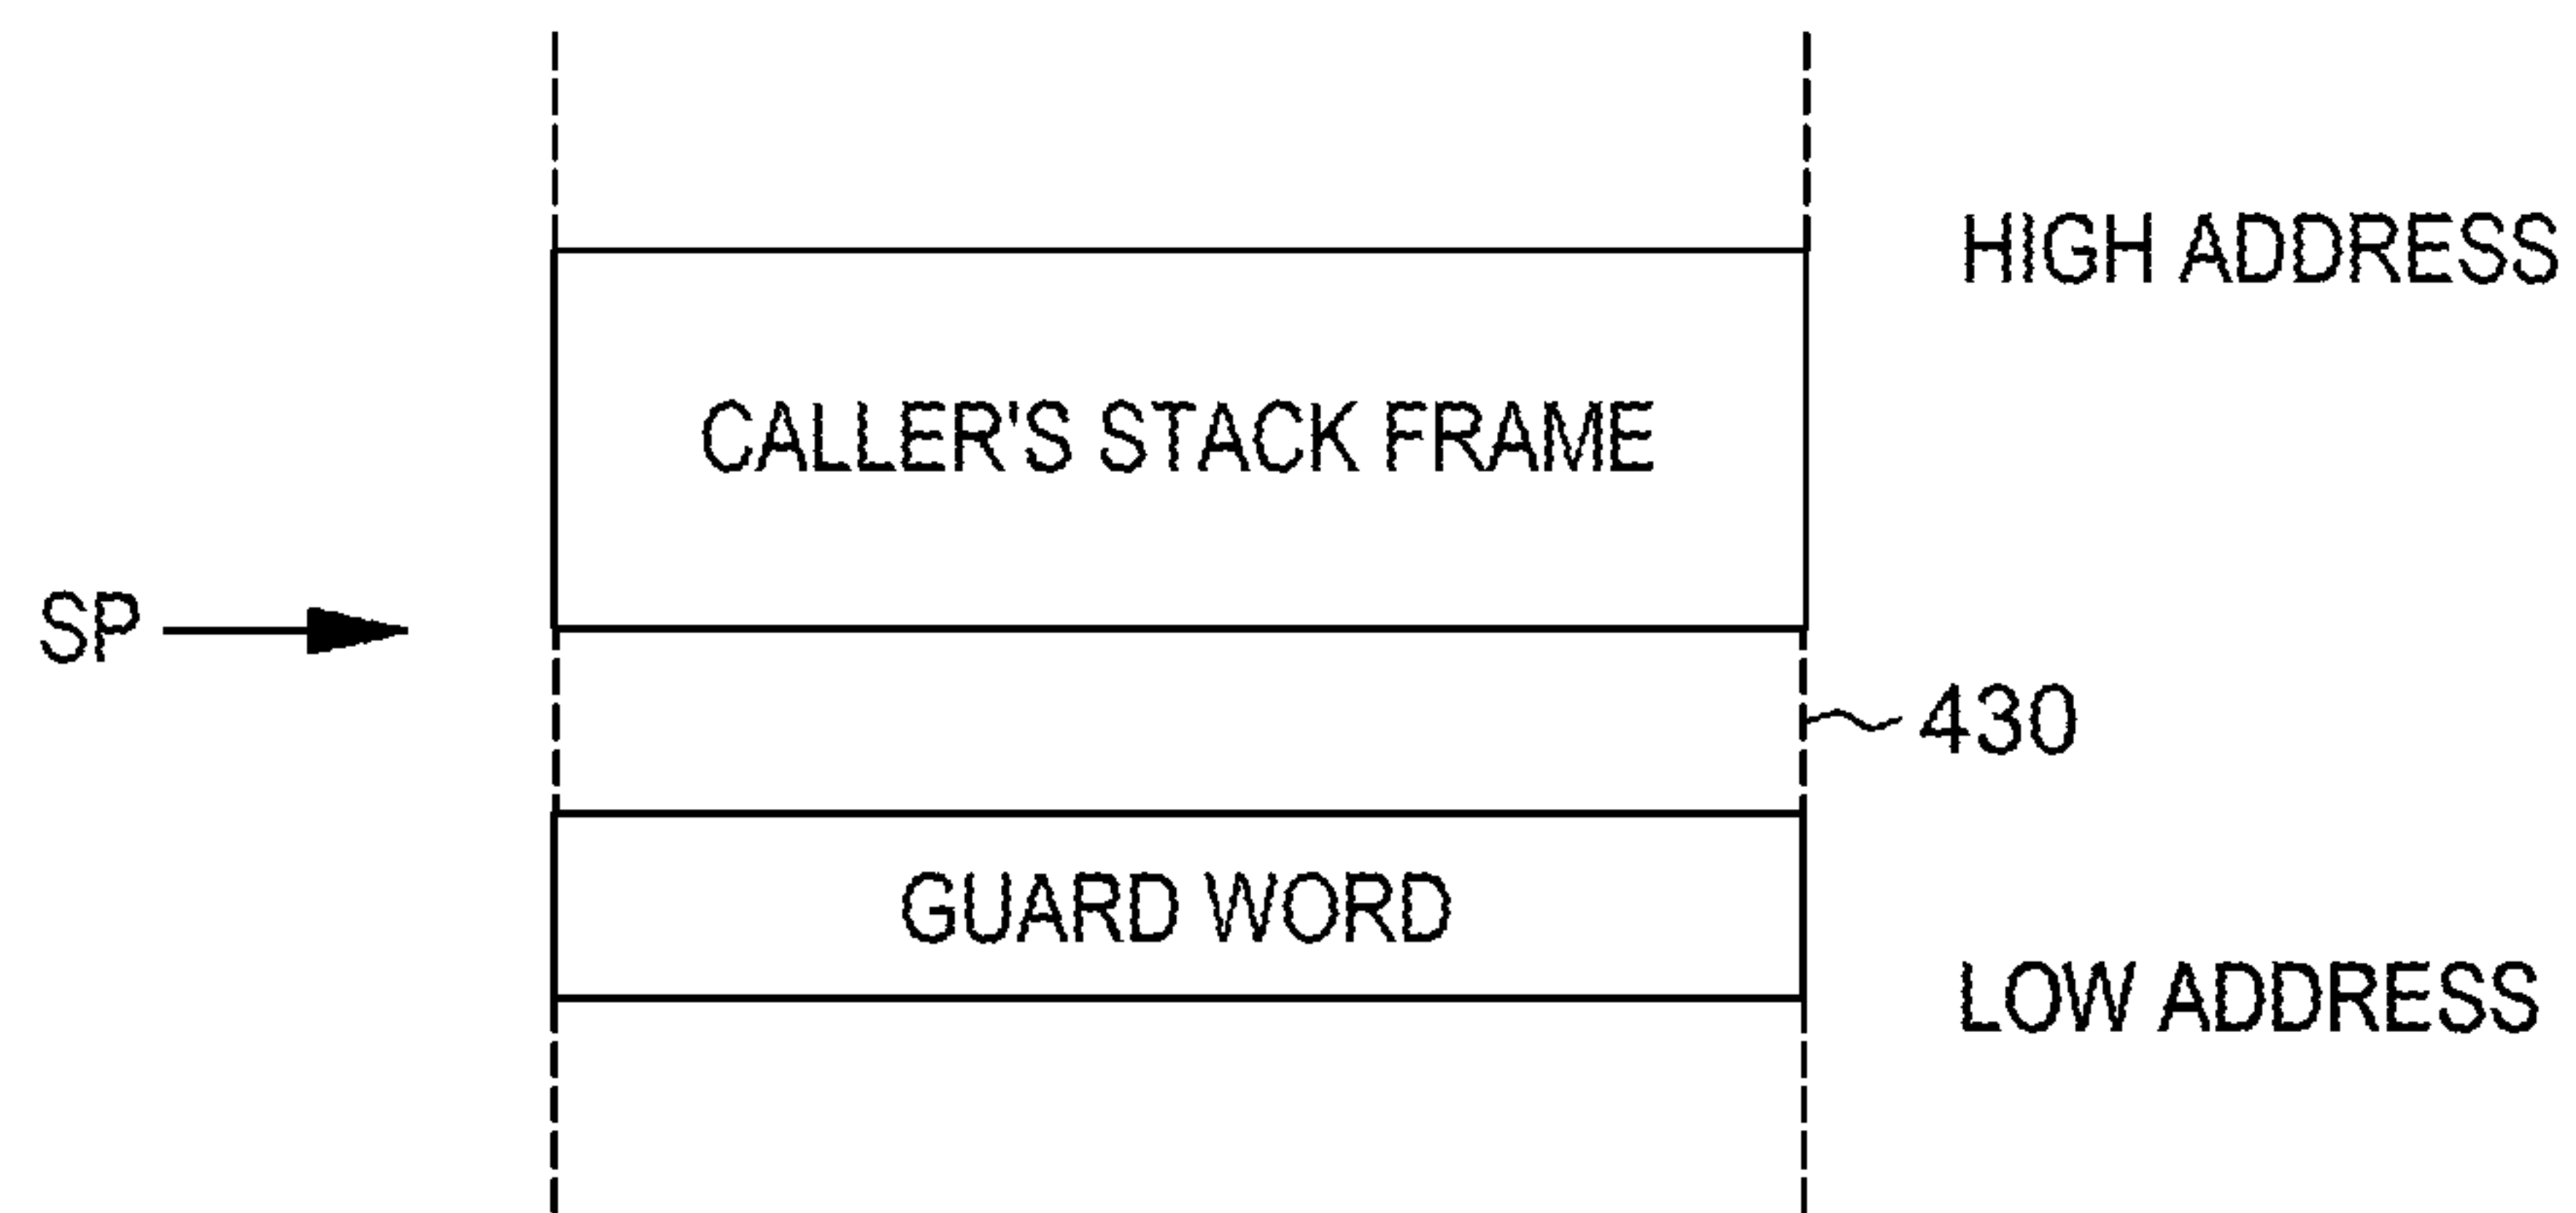 HIGH ADDRESS
CALLER'S STACK FRAME
SP
430
GUARD WORD
LOW ADDRESS